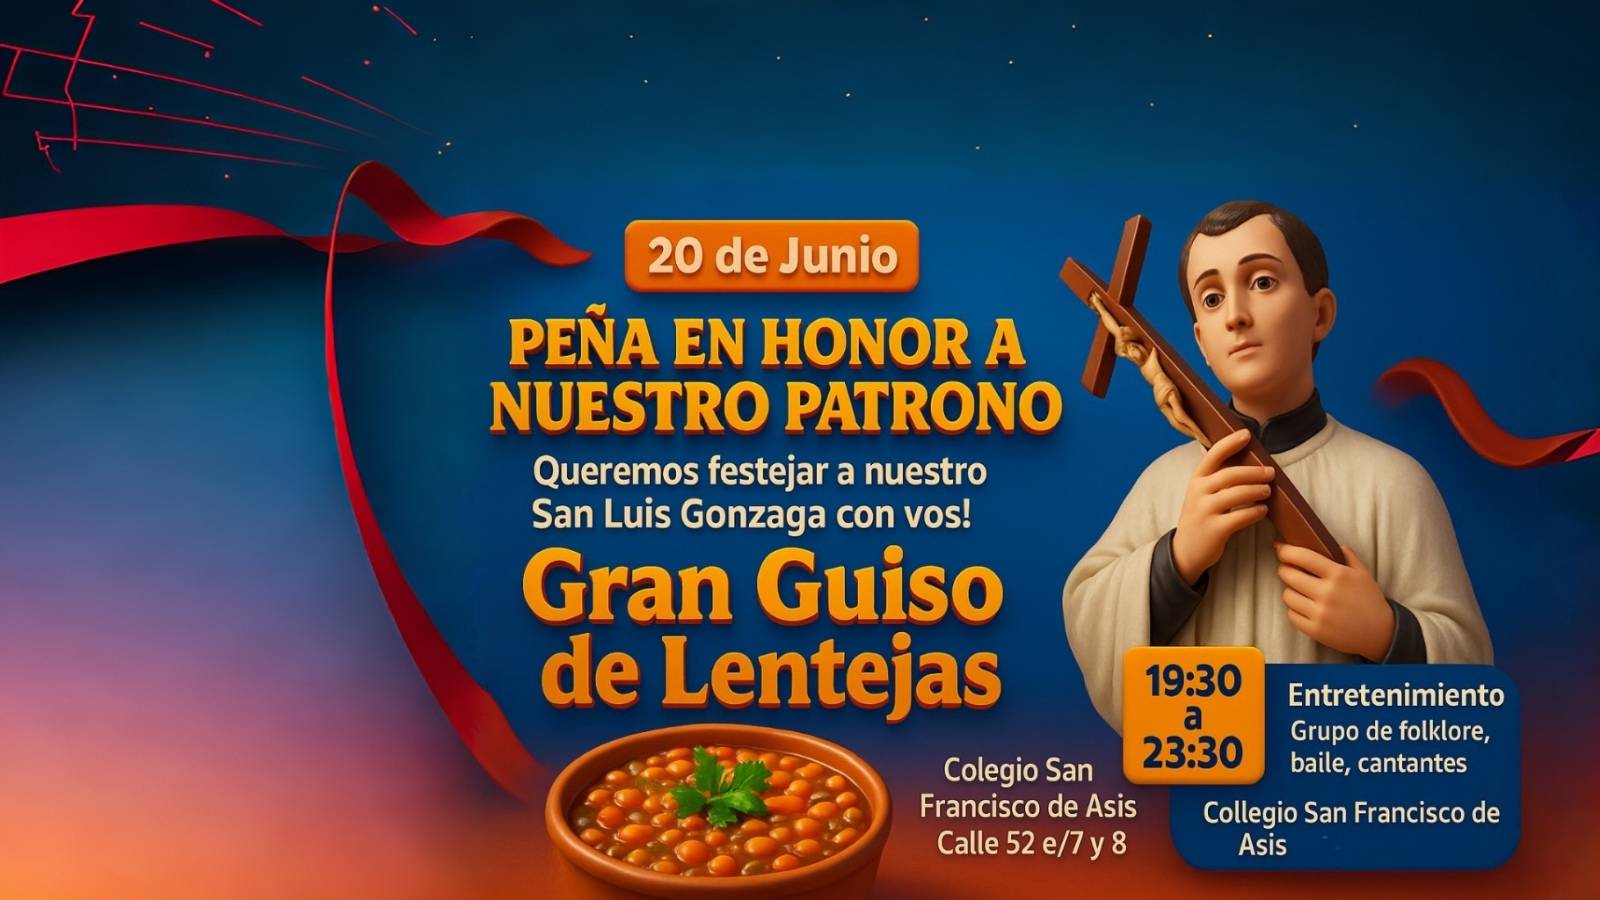 20 de Junio
PEÑA EN HONOR A
NUESTRO PATRONO
Queremos festejar a nuestro
San Luis Gonzaga con vos!
Gran Guiso
de Lentejas
Colegio San
Francisco de Asis
Calle 52 e/7 y 8
19:30
a
23:30
Entretenimiento
Grupo de folklore,
baile, cantantes
Collegio San Francisco de
Asis